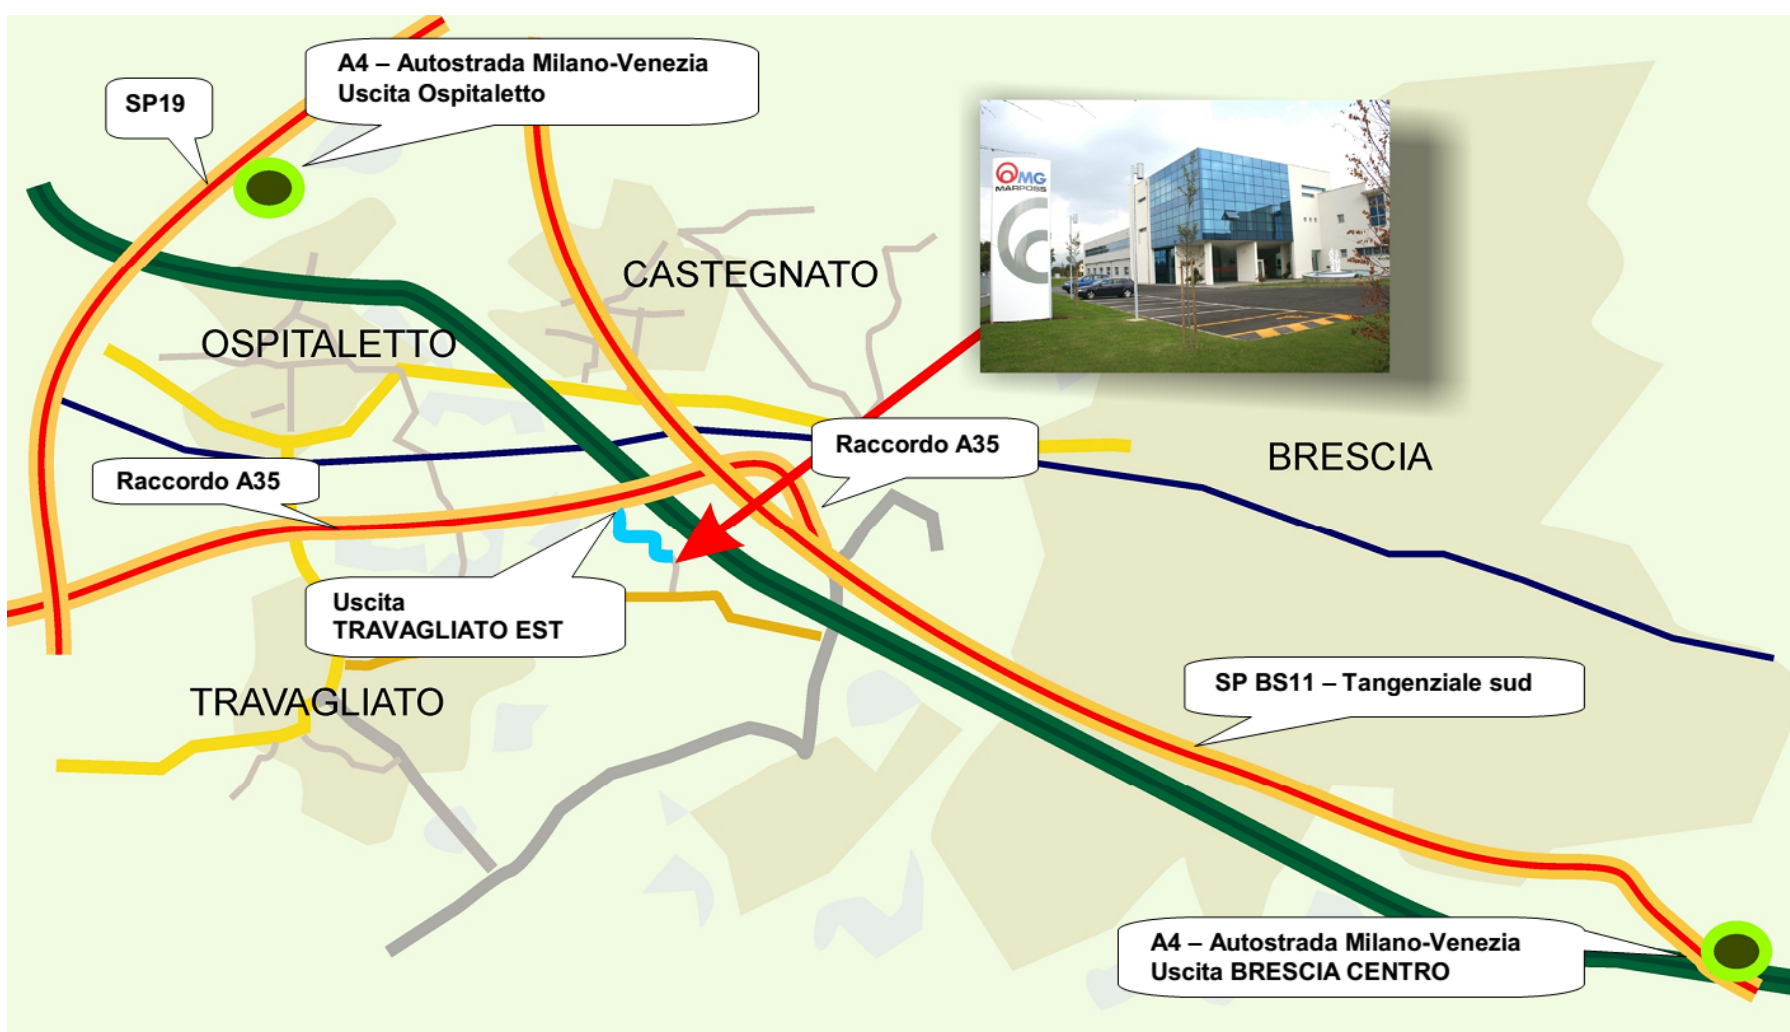 A4 – Autostrada Milano-Venezia
Uscita Ospitaletto
SP19
OMG
MARPOSS
CASTEGNATO
OSPITALETTO
Raccordo A35
BRESCIA
Raccordo A35
Uscita
TRAVAGLIATO EST
SP BS11 – Tangenziale sud
TRAVAGLIATO
A4 – Autostrada Milano-Venezia
Uscita BRESCIA CENTRO